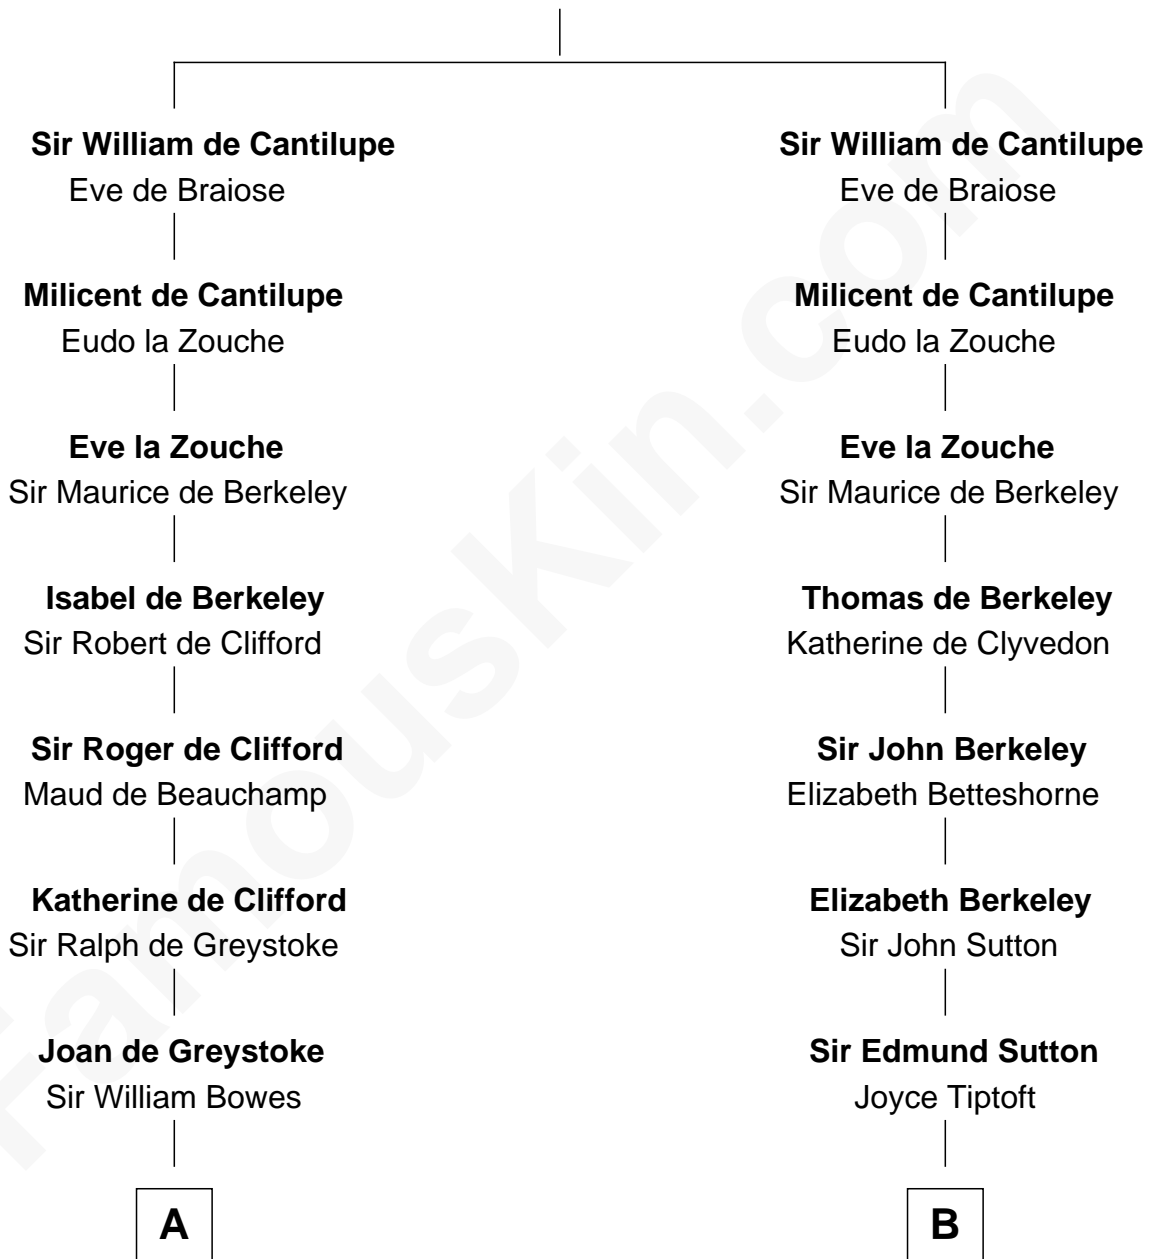 Sir William de Cantilupe
Eve de Braiose
Milicent de Cantilupe
Eudo la Zouche
Eve la Zouche
Sir Maurice de Berkeley
Isabel de Berkeley
Sir Robert de Clifford
Sir Roger de Clifford
Maud de Beauchamp
Katherine de Clifford
Sir Ralph de Greystoke
Joan de Greystoke
Sir William Bowes
A
Sir William de Cantilupe
Eve de Braiose
Milicent de Cantilupe
Eudo la Zouche
Eve la Zouche
Sir Maurice de Berkeley
Thomas de Berkeley
Katherine de Clyvedon
Sir John Berkeley
Elizabeth Betteshorne
Elizabeth Berkeley
Sir John Sutton
Sir Edmund Sutton
Joyce Tiptoft
B
FamousKin.com